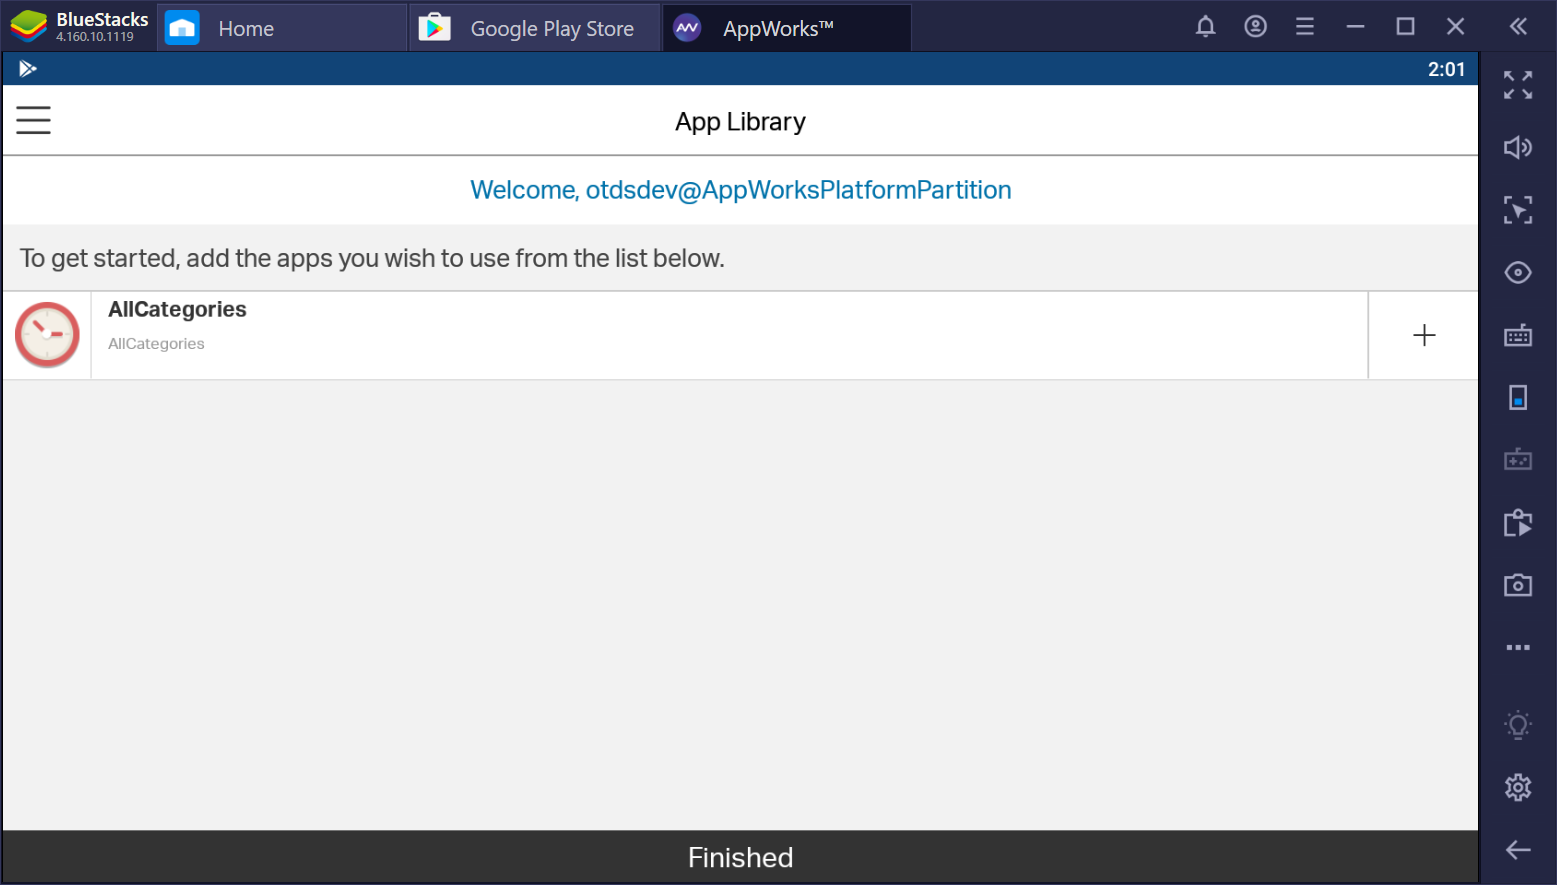 BlueStacks
4.160.10.1119
Home
Google Play Store
AppWorks™
2:01
App Library
Welcome, otdsdev@AppWorksPlatformPartition
To get started, add the apps you wish to use from the list below.
AllCategories
AllCategories
Finished